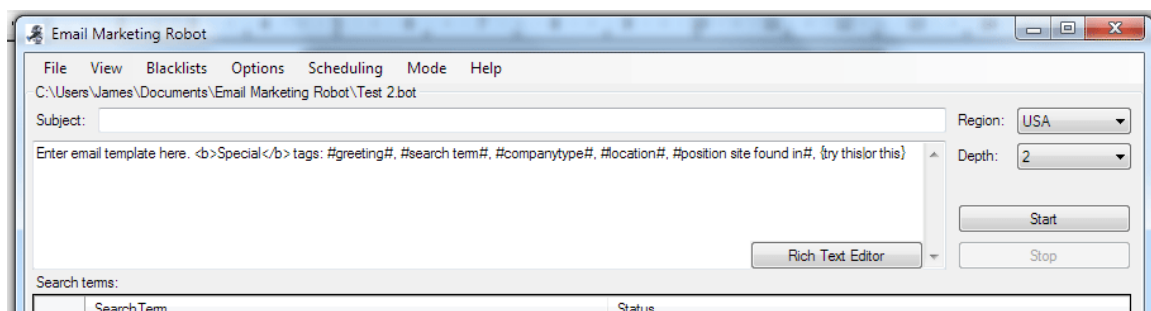 Email Marketing Robot
File View Blacklists Options Scheduling Mode Help
C:\Users\James\Documents\Email Marketing Robot\Test 2.bot
Subject: Region: USA
Enter email template here. <b>Special</b> tags: #greeting#, #search term#, #companytype#, #location#, #position site found in#, {try this|or this} Depth: 2
Start
Rich Text Editor Stop
Search terms:
SearchTerm Status